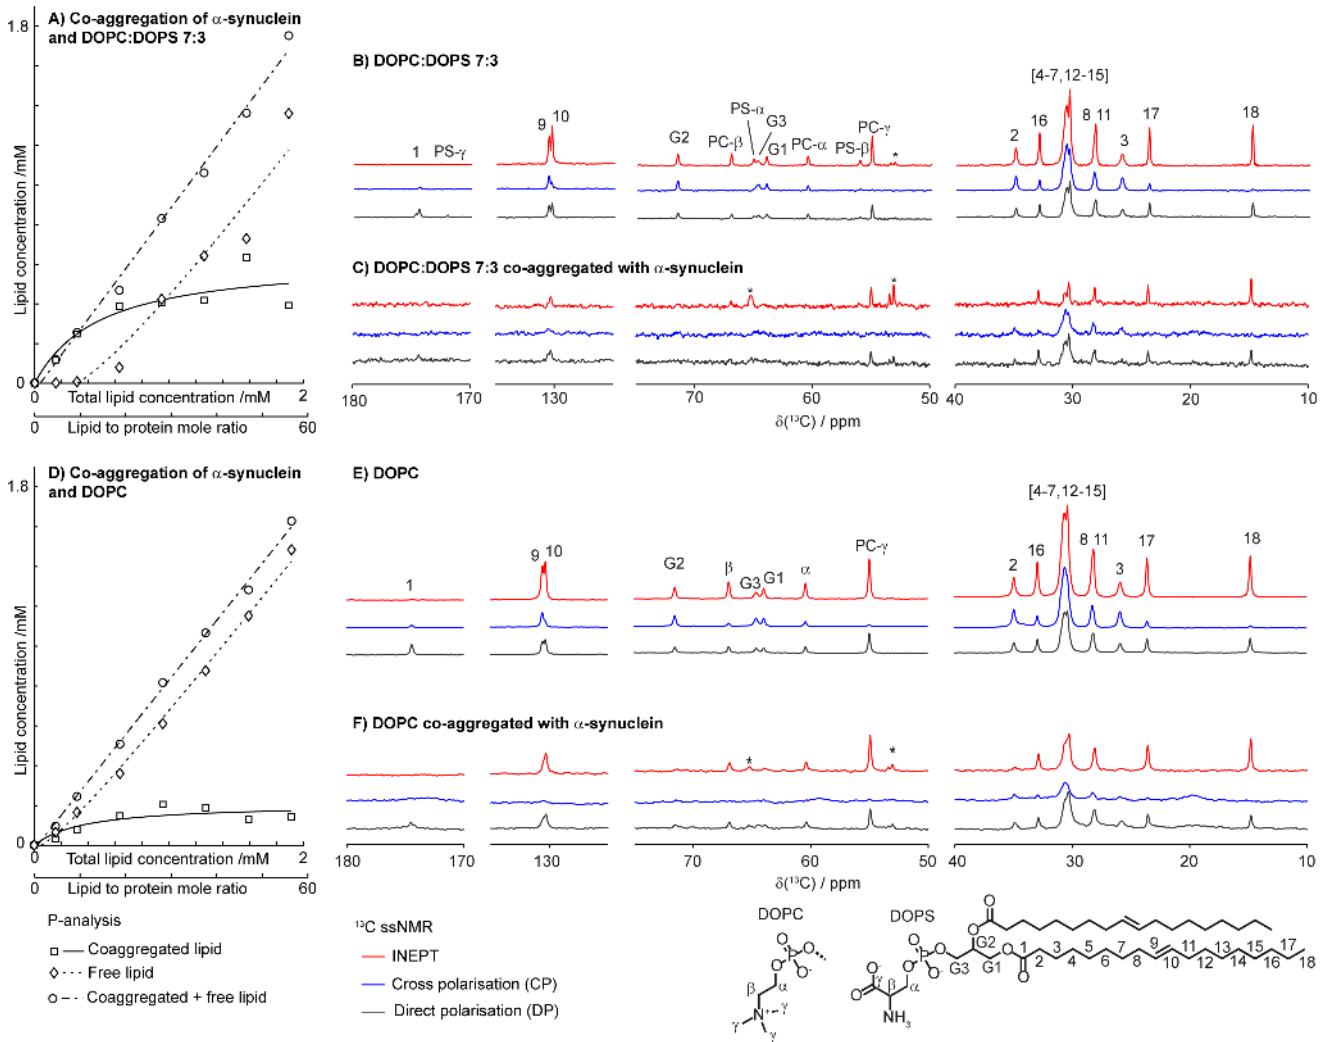 A) Co-aggregation of α-synuclein
and DOPC:DOPS 7:3
1.8
Lipid concentration /mM
0
Total lipid concentration /mM
2
0
Lipid to protein mole ratio
60
B) DOPC:DOPS 7:3
1
PS-γ
9
10
G2
PC-β
PS-α
G3
G1
PC-α
PS-β
PC-γ
*
2
16
[4-7,12-15]
8
11
3
17
18
C) DOPC:DOPS 7:3 co-aggregated with α-synuclein
*
*
180
170
130
70
60
50
40
30
20
10
δ(¹³C) / ppm
D) Co-aggregation of α-synuclein
and DOPC
1.8
Lipid concentration /mM
0
Total lipid concentration /mM
2
0
Lipid to protein mole ratio
60
E) DOPC
1
9
10
G2
β
G3
G1
α
PC-γ
2
16
[4-7,12-15]
8
11
3
17
18
F) DOPC co-aggregated with α-synuclein
*
*
180
170
130
70
60
50
40
30
20
10
δ(¹³C) / ppm
P-analysis
Coaggregated lipid
Free lipid
Coaggregated + free lipid
¹³C ssNMR
INEPT
Cross polarisation (CP)
Direct polarisation (DP)
DOPC
O
O P O
O⁻
O
β
α
γ
N⁺
γ
γ
DOPS
O
O
G2
O P O
O⁻
G3
G1
O
O
1
2
3
4
5
6
7
8
9
10
11
12
13
14
15
16
17
18
O⁻
γ
O
β
α
O
NH₃